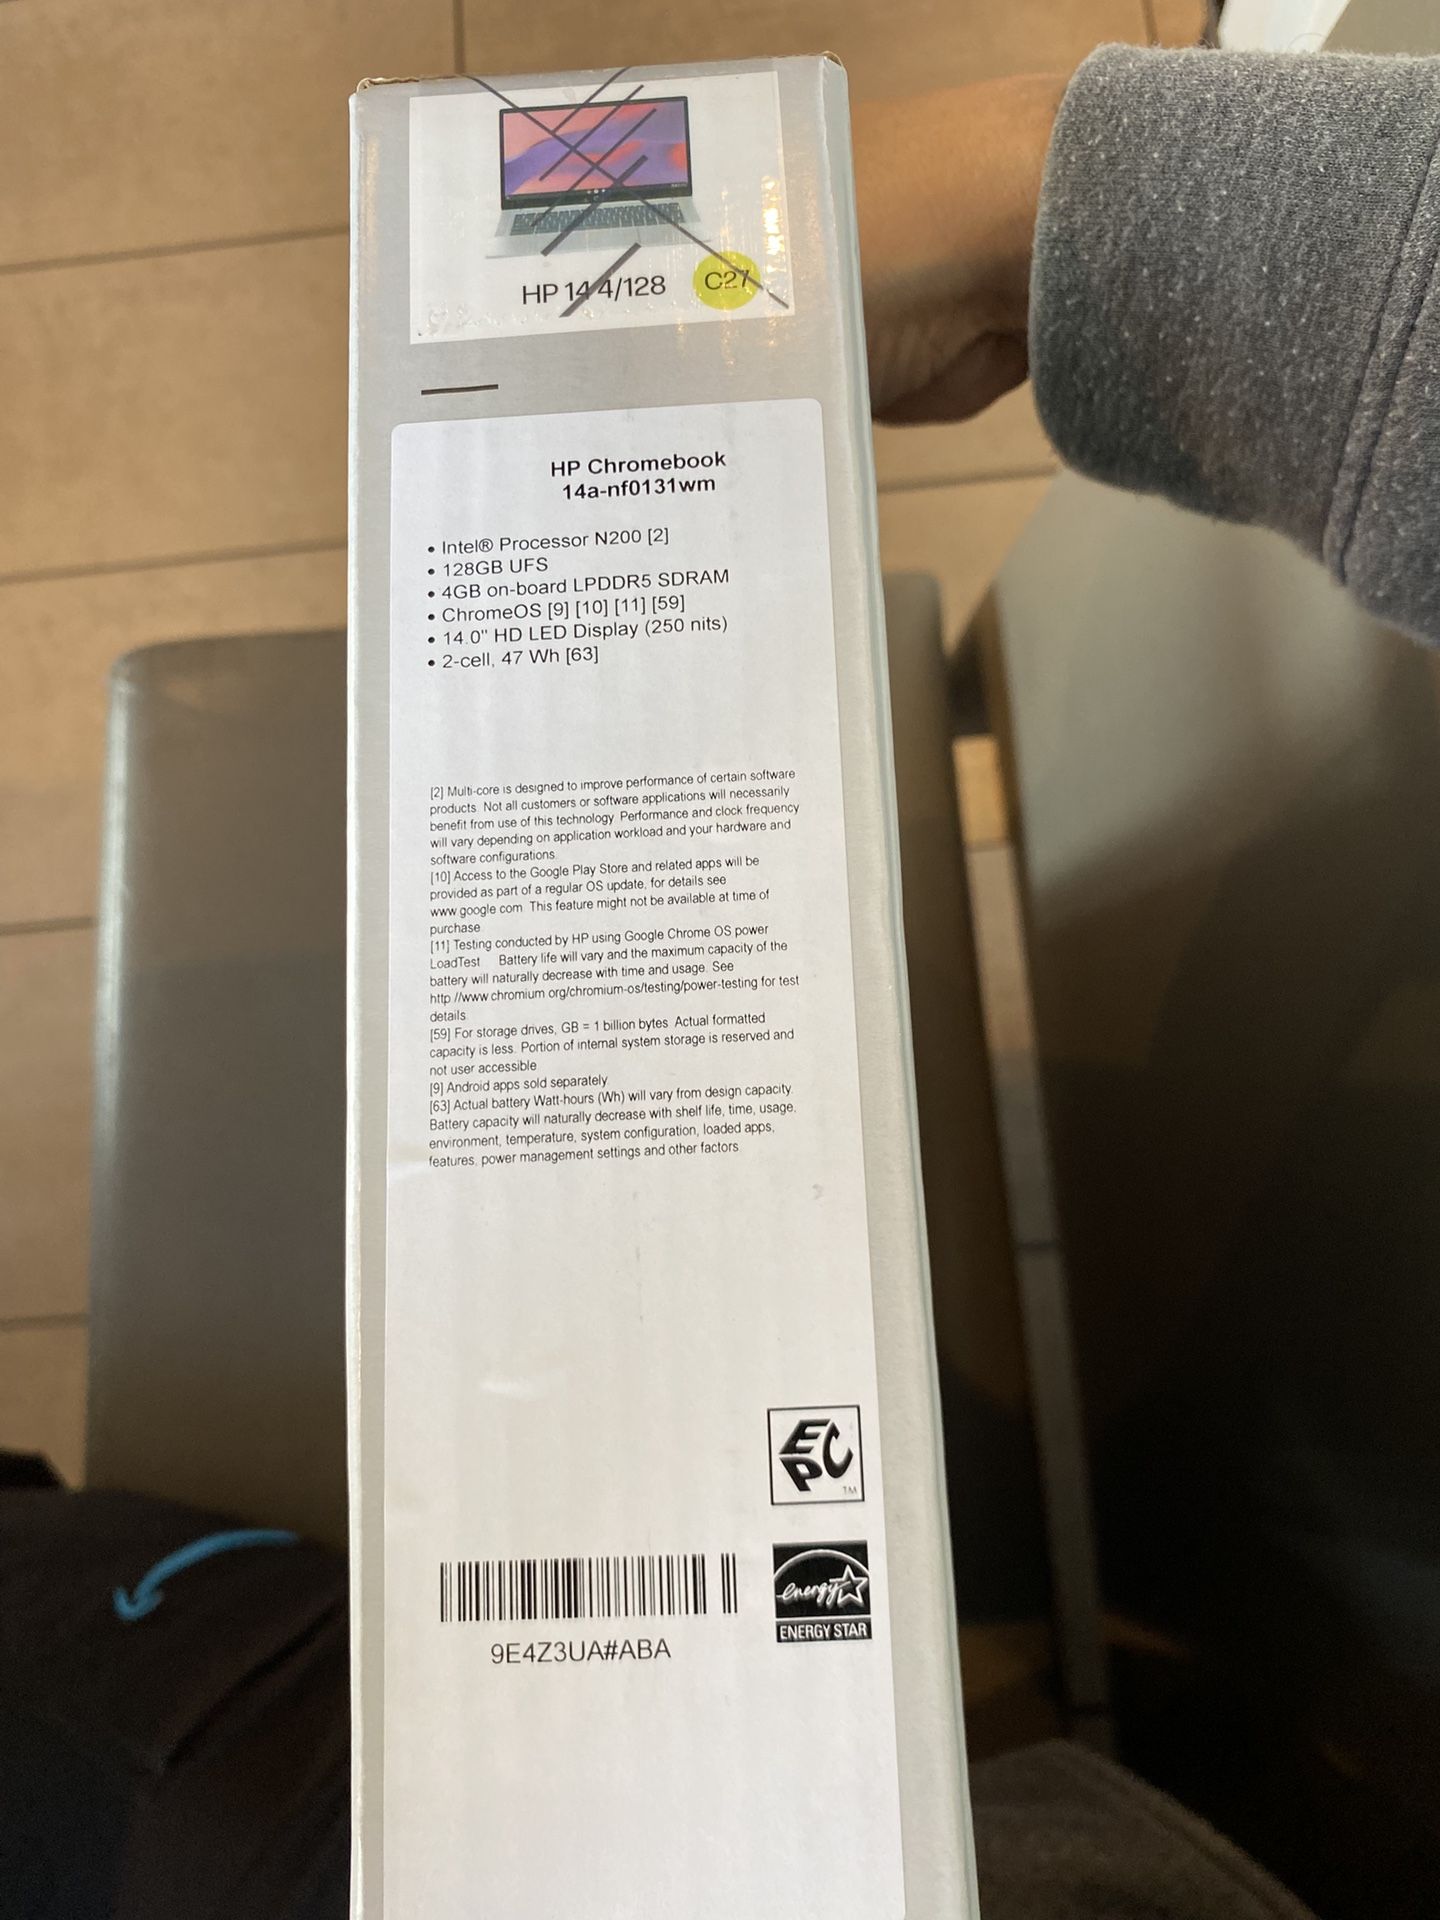 HP 14 4/128
C27
HP Chromebook
14a-nf0131wm
• Intel® Processor N200 [2]
• 128GB UFS
• 4GB on-board LPDDR5 SDRAM
• ChromeOS [9] [10] [11] [59]
• 14.0" HD LED Display (250 nits)
• 2-cell, 47 Wh [63]
[2] Multi-core is designed to improve performance of certain software
products. Not all customers or software applications will necessarily
benefit from use of this technology. Performance and clock frequency
will vary depending on application workload and your hardware and
software configurations.
[10] Access to the Google Play Store and related apps will be
provided as part of a regular OS update, for details see
www.google.com. This feature might not be available at time of
purchase.
[11] Testing conducted by HP using Google Chrome OS power
LoadTest. Battery life will vary and the maximum capacity of the
battery will naturally decrease with time and usage. See
http://www.chromium.org/chromium-os/testing/power-testing for test
details.
[59] For storage drives, GB = 1 billion bytes. Actual formatted
capacity is less. Portion of internal system storage is reserved and
not user accessible
[9] Android apps sold separately.
[63] Actual battery Watt-hours (Wh) will vary from design capacity.
Battery capacity will naturally decrease with shelf life, time, usage,
environment, temperature, system configuration, loaded apps,
features, power management settings and other factors
EPC
TM
energy
ENERGY STAR
9E4Z3UA#ABA